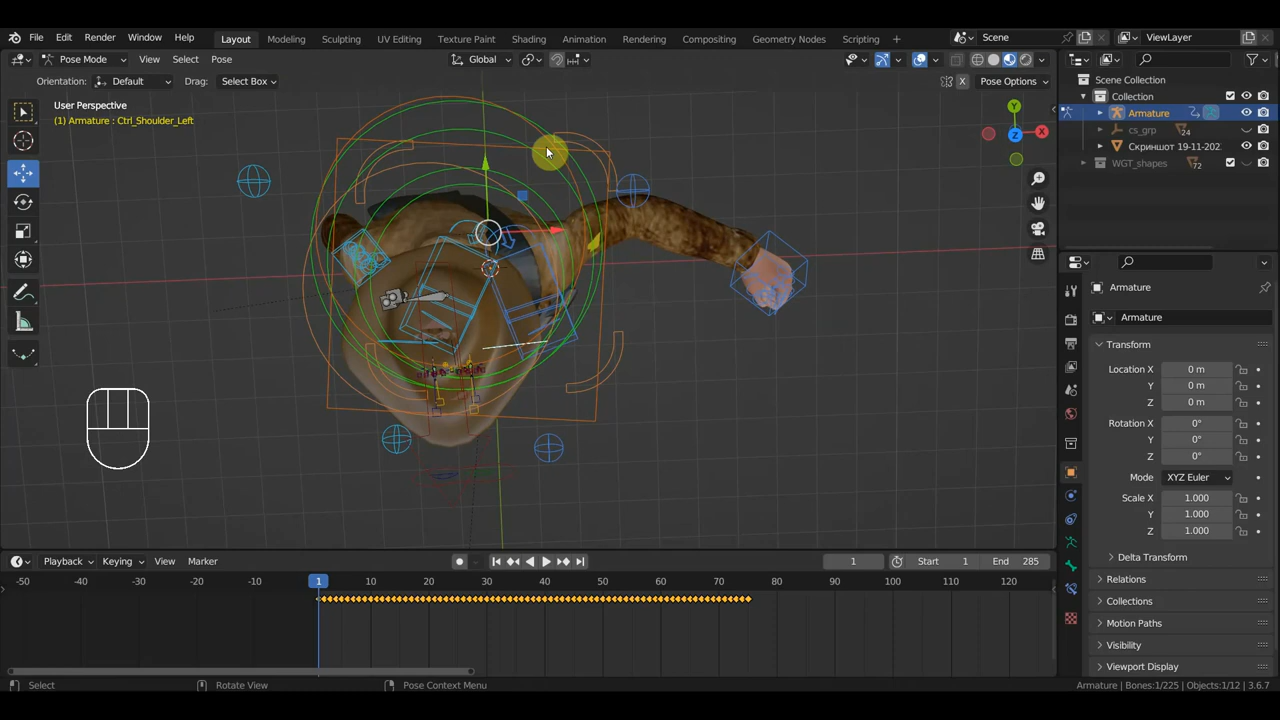 File Edit Render Window Help Layout Modeling Sculpting UV Editing Texture Paint Shading Animation Rendering Compositing Geometry Nodes Scripting + Scene ViewLayer
Pose Mode View Select Pose Global
Orientation: Default Drag: Select Box X Pose Options
Scene Collection
Collection
Armature
cs_grp 24
Скриншот 19-11-202
WGT_shapes 72
User Perspective
(1) Armature : Ctrl_Shoulder_Left
Y
X
Z
Armature
Armature
Transform
Location X 0 m
Y 0 m
Z 0 m
Rotation X 0°
Y 0°
Z 0°
Mode XYZ Euler
Scale X 1.000
Y 1.000
Z 1.000
Delta Transform
Relations
Collections
Motion Paths
Visibility
Viewport Display
Playback Keying View Marker 1 Start 1 End 285
-50 -40 -30 -20 -10 1 10 20 30 40 50 60 70 80 90 100 110 120
Select Rotate View Pose Context Menu Armature | Bones:1/225 | Objects:1/12 | 3.6.7